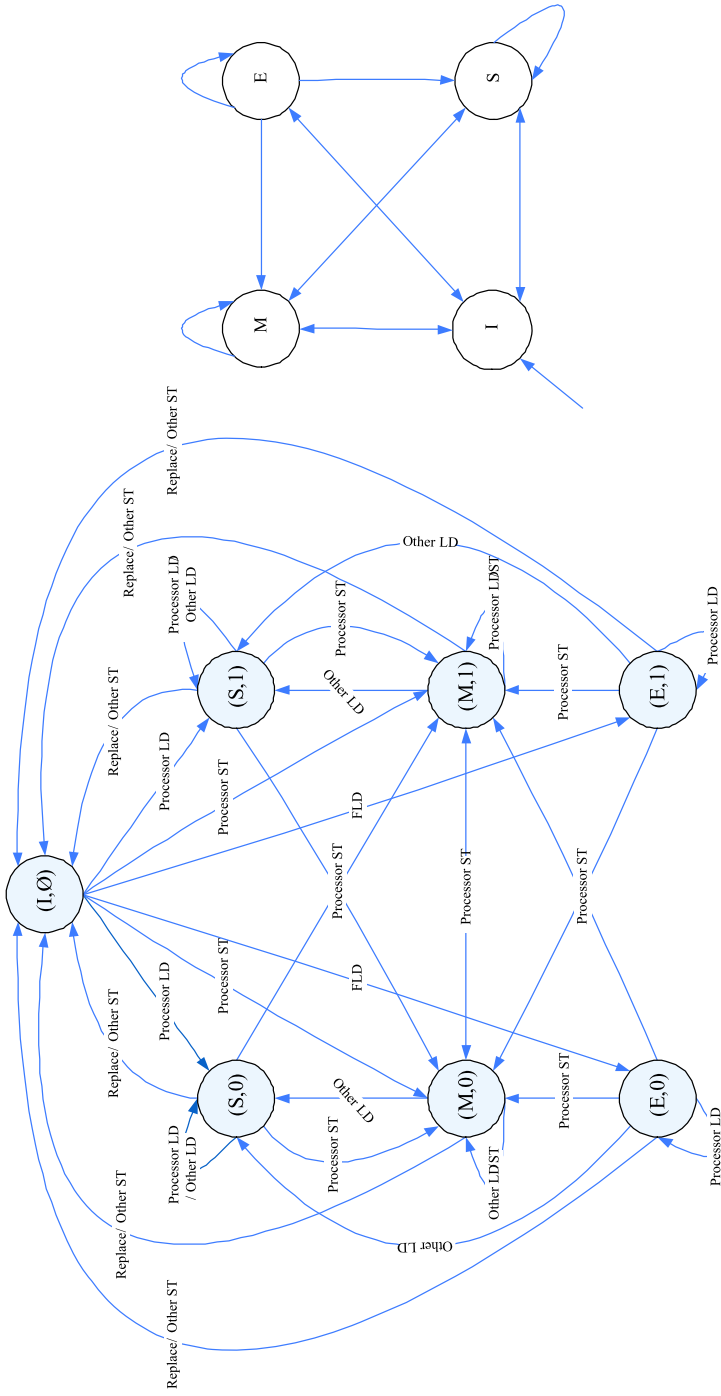 E
S
M
I
Replace/ Other ST
Replace/ Other ST
Other LD
Processor LD
Other LD
Processor ST
Processor LDST
Processor LD
Replace/ Other ST
(S,1)
Other LD
(M,1)
Processor ST
(E,1)
Processor LD
Processor ST
FLD
(I,Ø)
Processor ST
Processor ST
Processor ST
Processor LD
Processor ST
FLD
Replace/ Other ST
(S,0)
Other LD
(M,0)
Processor ST
(E,0)
Processor LD
/ Other LD
Processor ST
Other LDST
Processor LD
Replace/ Other ST
Other LD
Replace/ Other ST